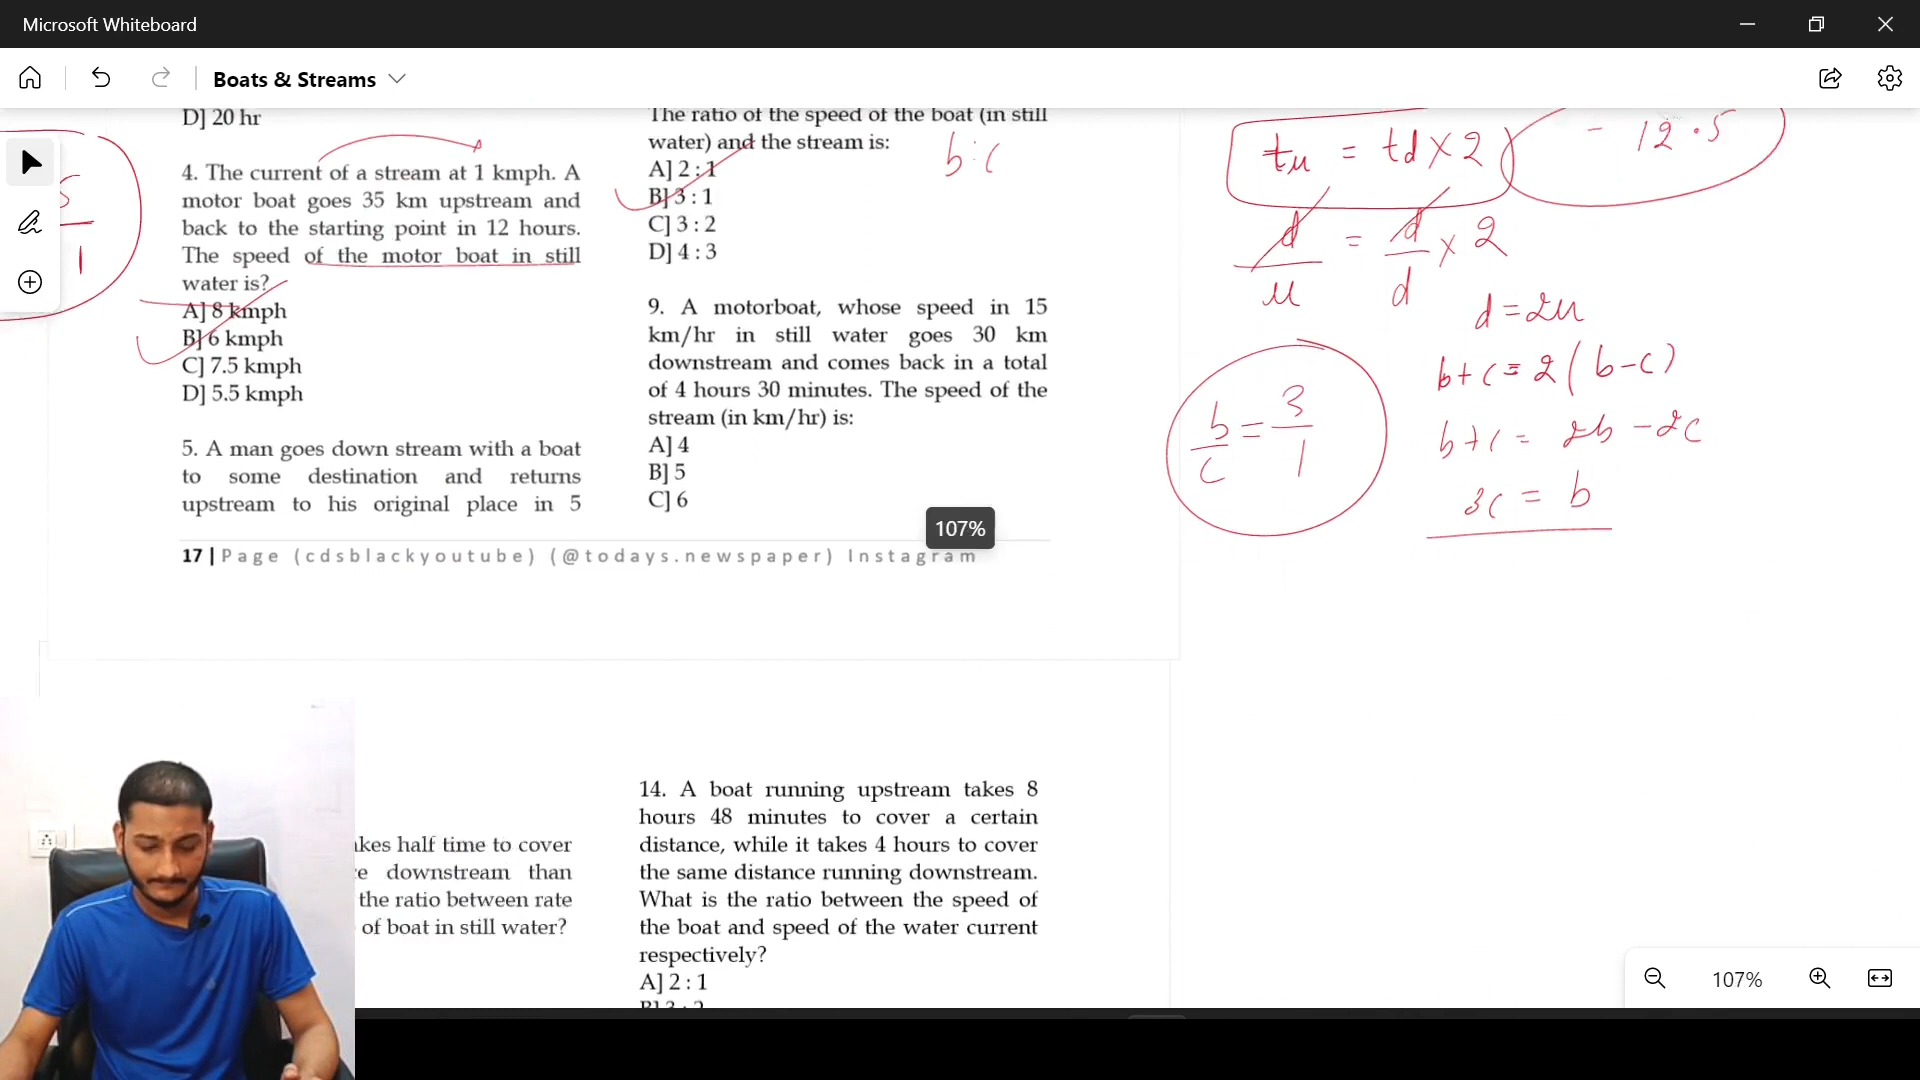 Microsoft Whiteboard
Boats & Streams
D] 20 hr
4. The current of a stream at 1 kmph. A
motor boat goes 35 km upstream and
back to the starting point in 12 hours.
The speed of the motor boat in still
water is?
A] 8 kmph
B] 6 kmph
C] 7.5 kmph
D] 5.5 kmph
5. A man goes down stream with a boat
to some destination and returns
upstream to his original place in 5
The ratio of the speed of the boat (in still
water) and the stream is:
A] 2 : 1
B] 3 : 1
C] 3 : 2
D] 4 : 3
b:c
9. A motorboat, whose speed in 15
km/hr in still water goes 30 km
downstream and comes back in a total
of 4 hours 30 minutes. The speed of the
stream (in km/hr) is:
A] 4
B] 5
C] 6
107%
17 | Page (cdsblackyoutube) (@todays.newspaper) Instagram
tu = td × 2
- 12.5
d/u = d/d × 2
d = 2u
b+c = 2(b-c)
b+c = 2b - 2c
3c = b
b/c = 3/1
5
1
half time to cover
downstream than
the ratio between rate
of boat in still water?
14. A boat running upstream takes 8
hours 48 minutes to cover a certain
distance, while it takes 4 hours to cover
the same distance running downstream.
What is the ratio between the speed of
the boat and speed of the water current
respectively?
A] 2 : 1
107%